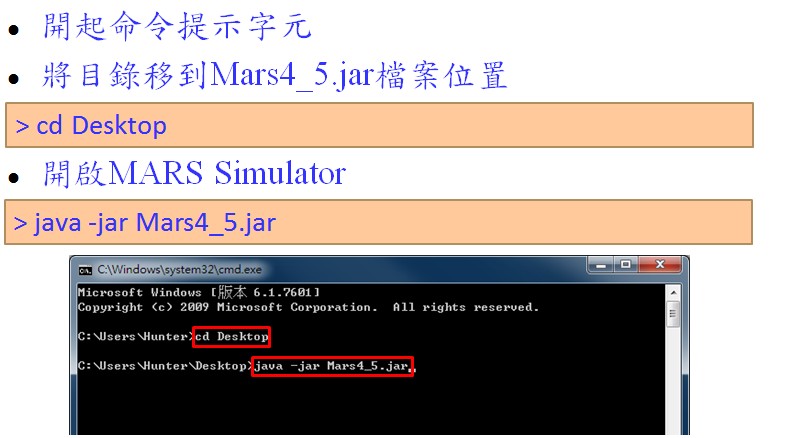 ● 開起命令提示字元
● 將目錄移到Mars4_5.jar檔案位置
> cd Desktop
● 開啟MARS Simulator
> java -jar Mars4_5.jar
C:\Windows\system32\cmd.exe
Microsoft Windows [版本 6.1.7601]
Copyright (c) 2009 Microsoft Corporation.  All rights reserved.
C:\Users\Hunter>cd Desktop
C:\Users\Hunter\Desktop>java -jar Mars4_5.jar